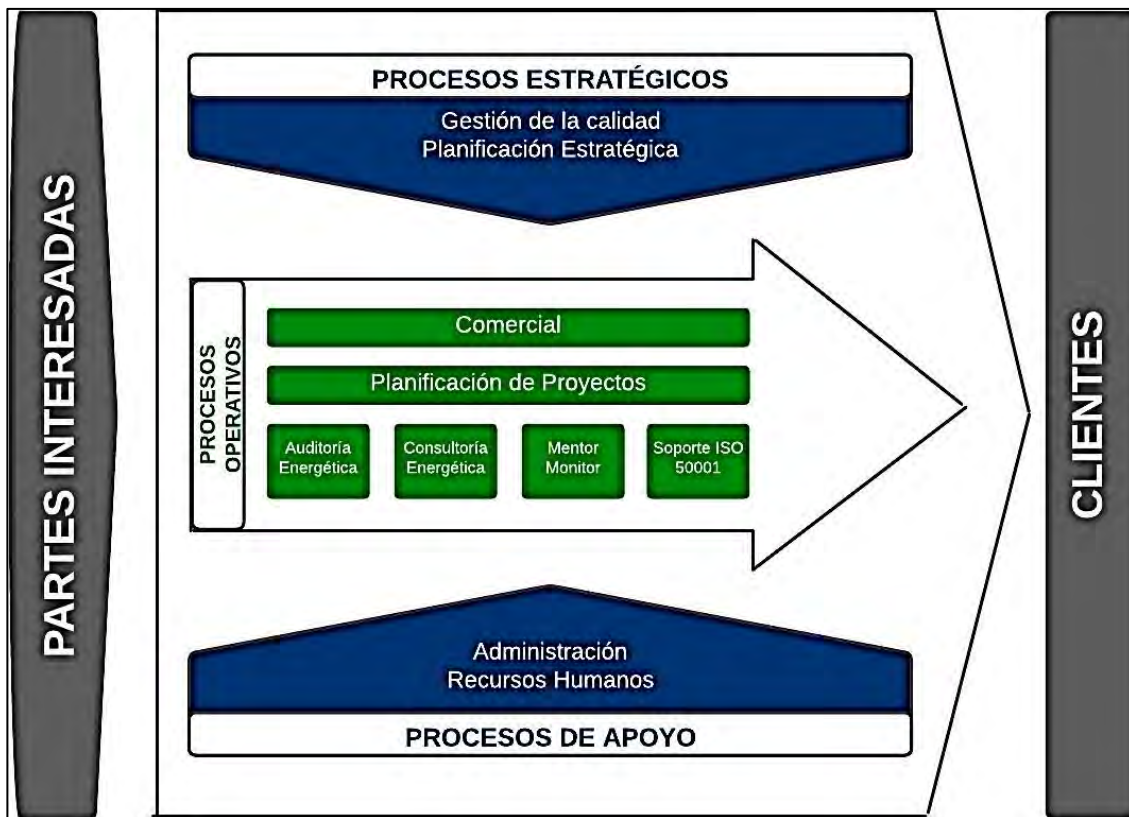 PARTES INTERESADAS
PROCESOS ESTRATÉGICOS
Gestión de la calidad
Planificación Estratégica
PROCESOS
OPERATIVOS
Comercial
Planificación de Proyectos
Auditoría
Energética
Consultoría
Energética
Mentor
Monitor
Soporte ISO
50001
Administración
Recursos Humanos
PROCESOS DE APOYO
CLIENTES